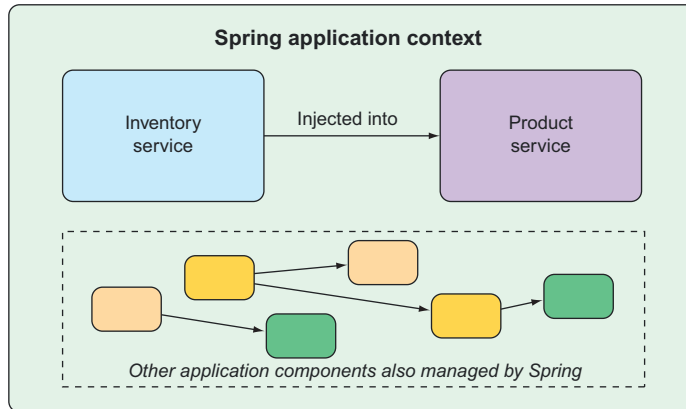 Spring application context
Inventory
service
Injected into
Product
service
Other application components also managed by Spring